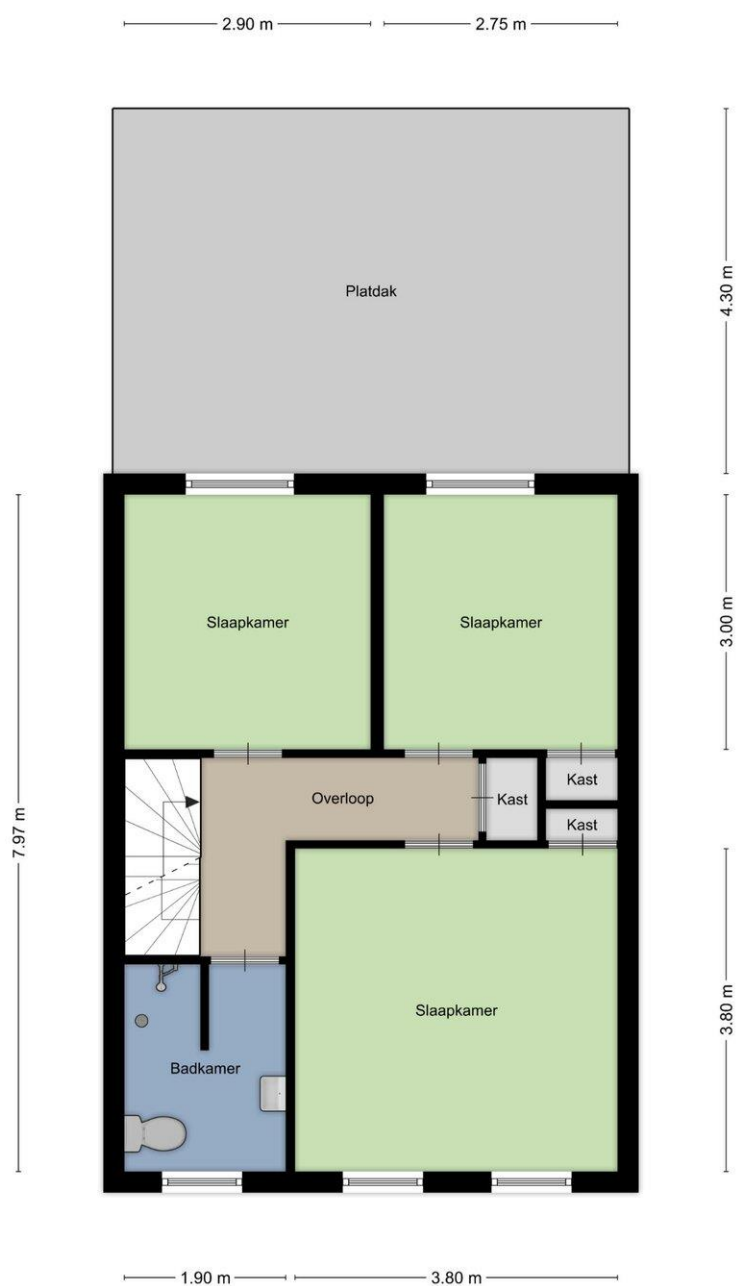 2.90 m
2.75 m
Platdak
4.30 m
Slaapkamer
Slaapkamer
3.00 m
Overloop
Kast
Kast
Kast
7.97 m
Slaapkamer
3.80 m
Badkamer
1.90 m
3.80 m